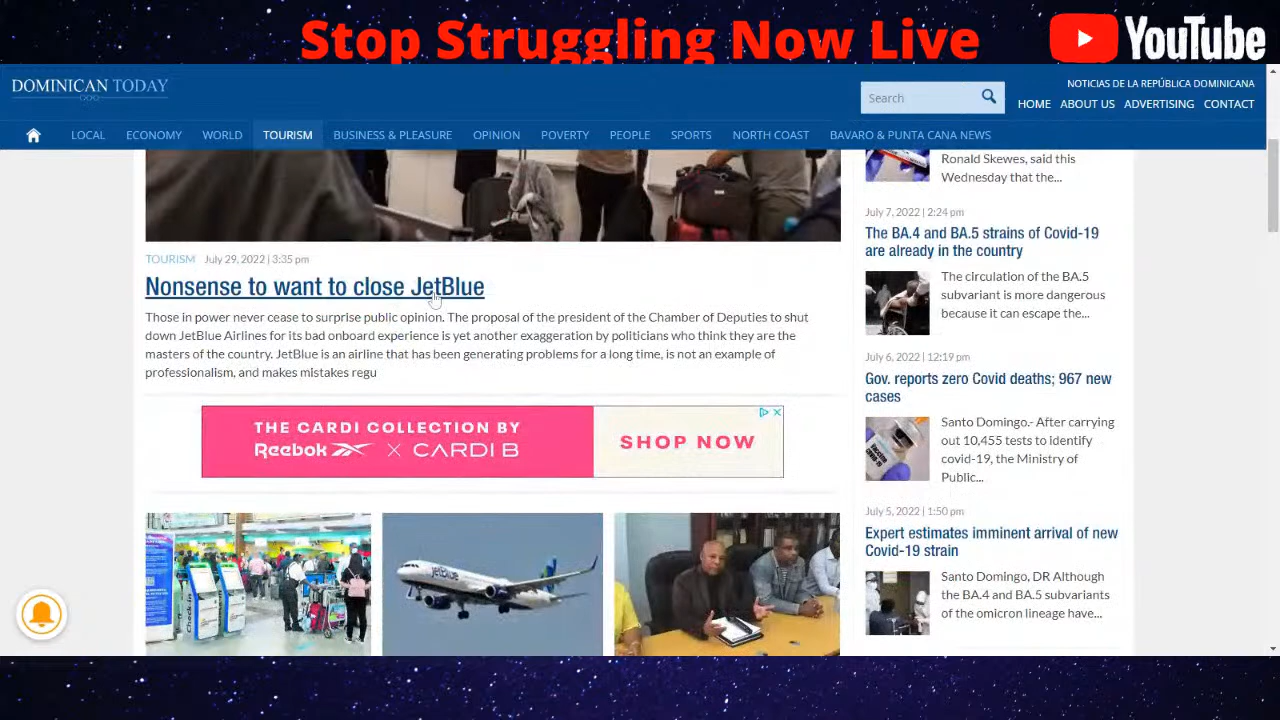 Stop Struggling Now Live
YouTube
DOMINICAN TODAY
Search
NOTICIAS DE LA REPÚBLICA DOMINICANA
HOME ABOUT US ADVERTISING CONTACT
LOCAL ECONOMY WORLD TOURISM BUSINESS & PLEASURE OPINION POVERTY PEOPLE SPORTS NORTH COAST BAVARO & PUNTA CANA NEWS
TOURISM July 29, 2022 | 3:35 pm
Nonsense to want to close JetBlue
Those in power never cease to surprise public opinion. The proposal of the president of the Chamber of Deputies to shut
down JetBlue Airlines for its bad onboard experience is yet another exaggeration by politicians who think they are the
masters of the country. JetBlue is an airline that has been generating problems for a long time, is not an example of
professionalism, and makes mistakes regu
THE CARDI COLLECTION BY
Reebok X CARDI B
SHOP NOW
jetBlue
Ronald Skewes, said this
Wednesday that the...
July 7, 2022 | 2:24 pm
The BA.4 and BA.5 strains of Covid-19
are already in the country
The circulation of the BA.5
subvariant is more dangerous
because it can escape the...
July 6, 2022 | 12:19 pm
Gov. reports zero Covid deaths; 967 new
cases
Santo Domingo.- After carrying
out 10,455 tests to identify
covid-19, the Ministry of
Public...
July 5, 2022 | 1:50 pm
Expert estimates imminent arrival of new
Covid-19 strain
Santo Domingo, DR Although
the BA.4 and BA.5 subvariants
of the omicron lineage have...